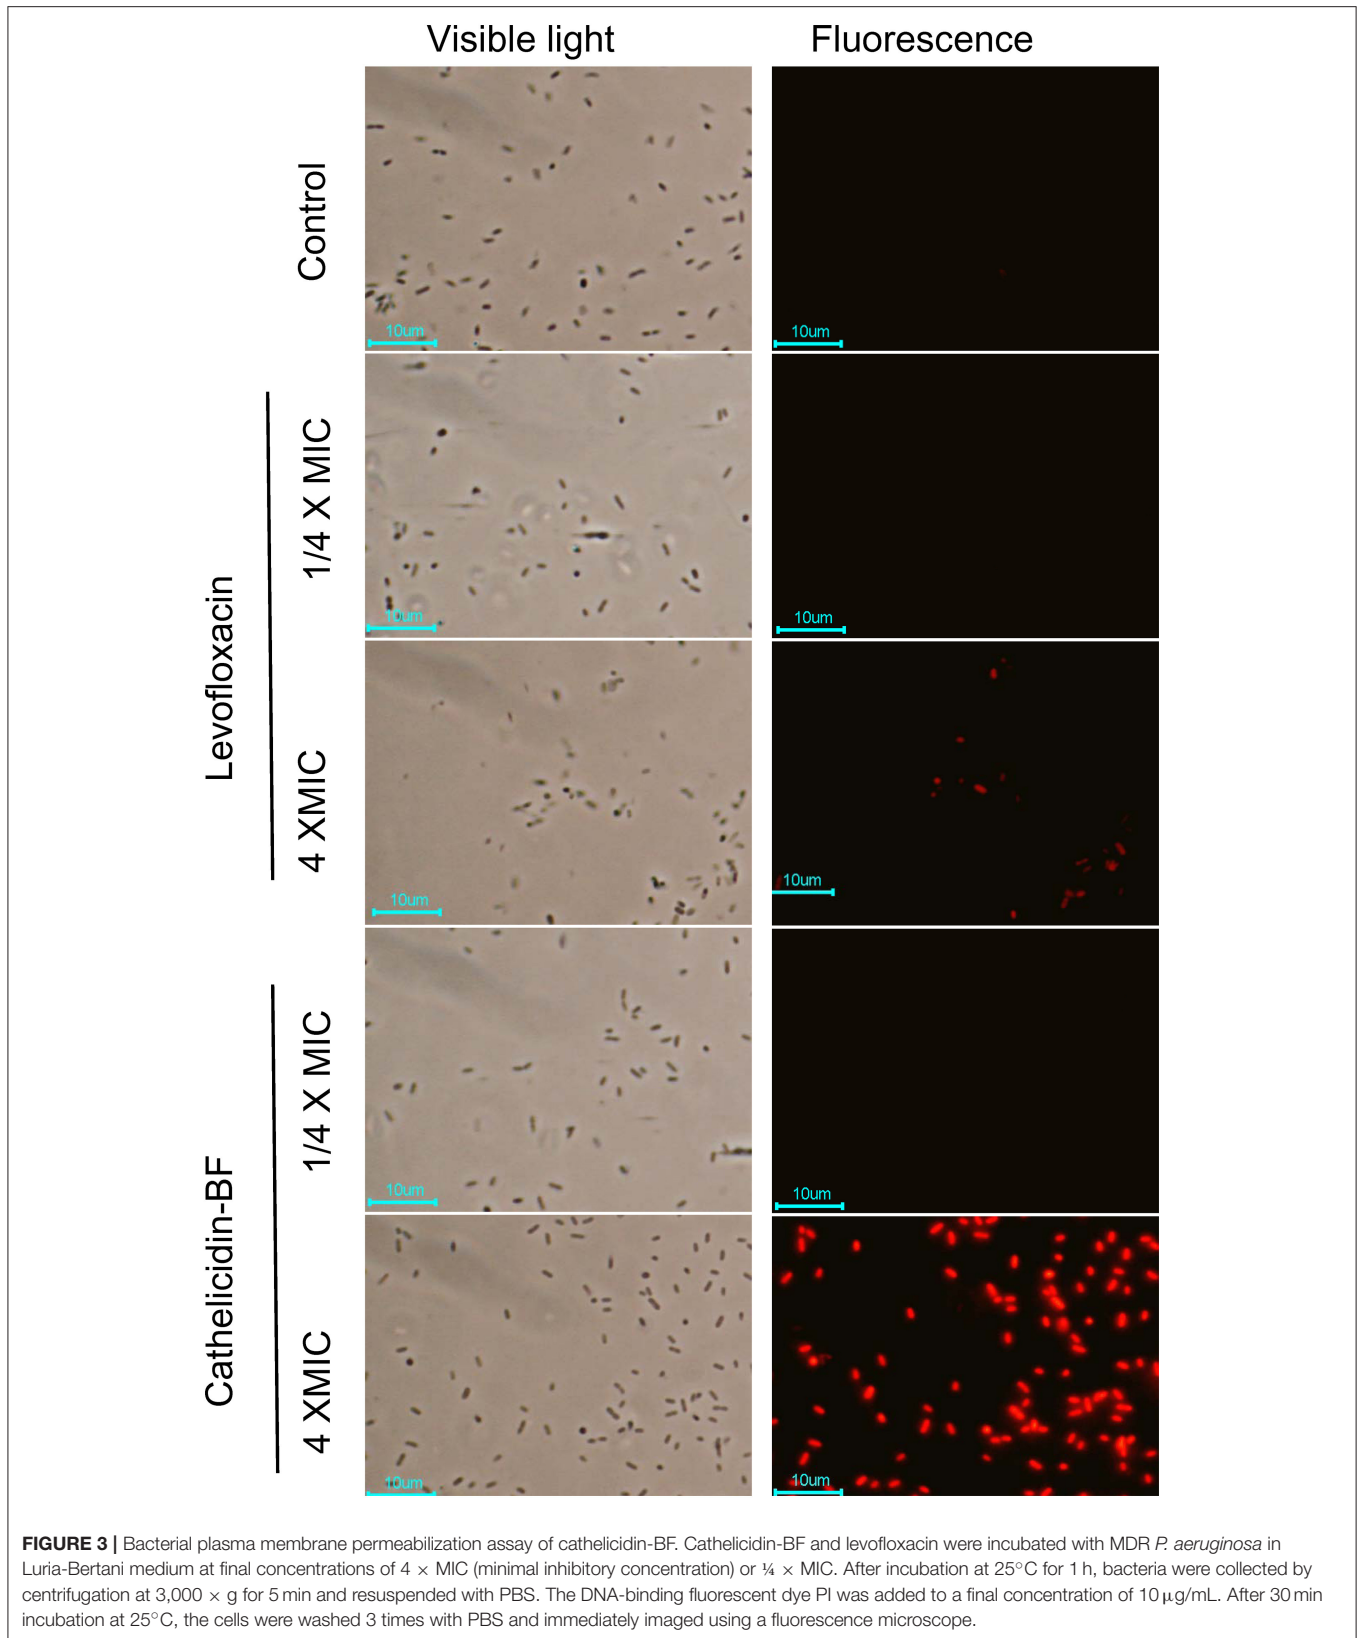 Visible light Fluorescence
Control
10um 10um
Levofloxacin
1/4 X MIC
10um 10um
4 XMIC
10um 10um
Cathelicidin-BF
1/4 X MIC
10um 10um
4 XMIC
10um 10um
FIGURE 3 | Bacterial plasma membrane permeabilization assay of cathelicidin-BF. Cathelicidin-BF and levofloxacin were incubated with MDR P. aeruginosa in
Luria-Bertani medium at final concentrations of 4 × MIC (minimal inhibitory concentration) or ¼ × MIC. After incubation at 25°C for 1 h, bacteria were collected by
centrifugation at 3,000 × g for 5 min and resuspended with PBS. The DNA-binding fluorescent dye PI was added to a final concentration of 10 μg/mL. After 30 min
incubation at 25°C, the cells were washed 3 times with PBS and immediately imaged using a fluorescence microscope.